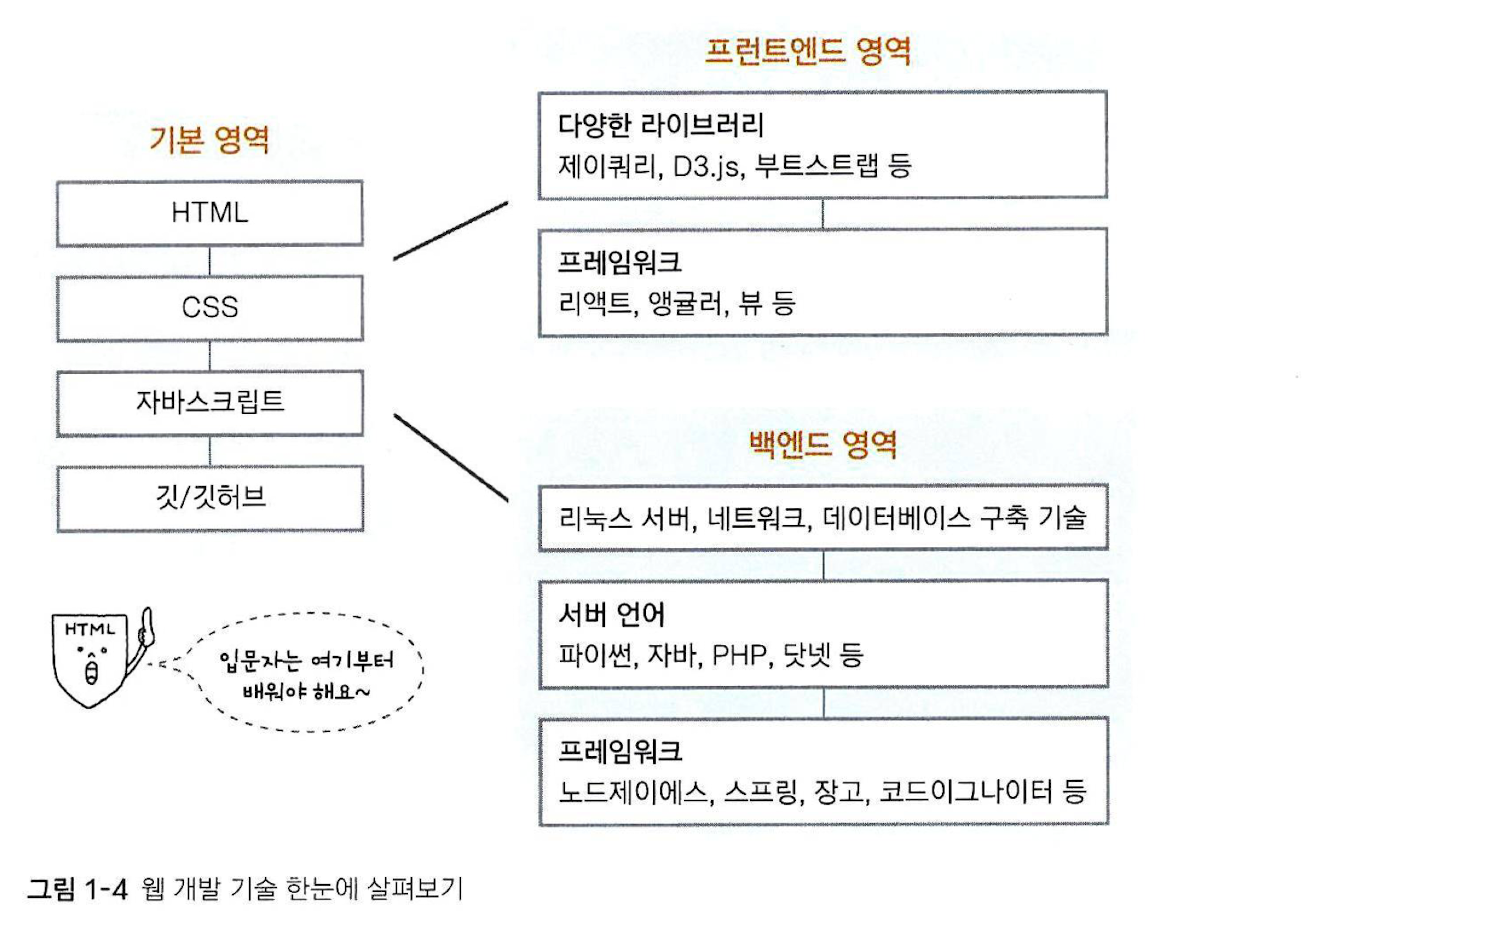 기본 영역
HTML
CSS
자바스크립트
깃/깃허브
HTML
입문자는 여기부터
배워야 해요~
프런트엔드 영역
다양한 라이브러리
제이쿼리, D3.js, 부트스트랩 등
프레임워크
리액트, 앵귤러, 뷰 등
백엔드 영역
리눅스 서버, 네트워크, 데이터베이스 구축 기술
서버 언어
파이썬, 자바, PHP, 닷넷 등
프레임워크
노드제이에스, 스프링, 장고, 코드이그나이터 등
그림 1-4 웹 개발 기술 한눈에 살펴보기